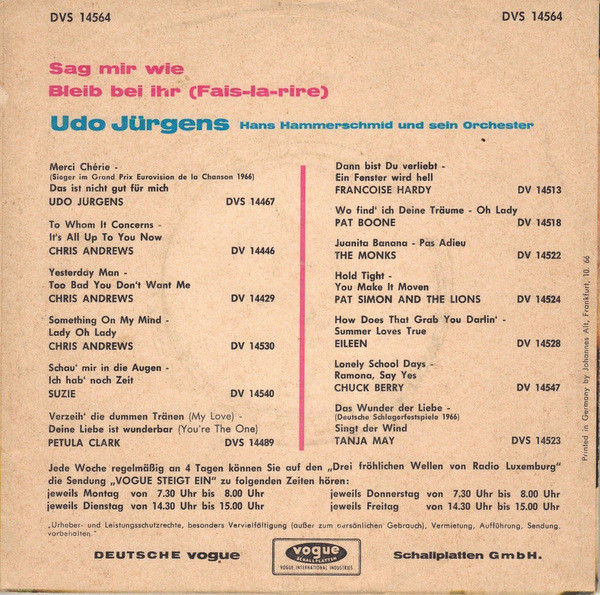 DVS 14564 DVS 14564
Sag mir wie
Bleib bei ihr (Fais-la-rire)
Udo Jürgens Hans Hammerschmid und sein Orchester
Merci Chérie -
(Sieger im Grand Prix Eurovision de la Chanson 1966)
Das ist nicht gut für mich
UDO JURGENS DVS 14467
To Whom It Concerns -
It's All Up To You Now
CHRIS ANDREWS DV 14446
Yesterday Man -
Too Bad You Don't Want Me
CHRIS ANDREWS DV 14429
Something On My Mind -
Lady Oh Lady
CHRIS ANDREWS DV 14530
Schau' mir in die Augen -
Ich hab' noch Zeit
SUZIE DV 14540
Verzeih' die dummen Tränen (My Love) -
Deine Liebe ist wunderbar (You're The One)
PETULA CLARK DVS 14489
Dann bist Du verliebt -
Ein Fenster wird hell
FRANCOISE HARDY DV 14513
Wo find' ich Deine Träume - Oh Lady
PAT BOONE DV 14518
Juanita Banana - Pas Adieu
THE MONKS DV 14522
Hold Tight -
You Make It Moven
PAT SIMON AND THE LIONS DV 14524
How Does That Grab You Darlin' -
Summer Loves True
EILEEN DV 14528
Lonely School Days -
Ramona, Say Yes
CHUCK BERRY DV 14547
Das Wunder der Liebe -
(Deutsche Schlagerfestspiele 1966)
Singt der Wind
TANJA MAY DVS 14523
Printed in Germany by Johannes Alt, Frankfurt, 10. 66
Jede Woche regelmäßig an 4 Tagen können Sie auf den „Drei fröhlichen Wellen von Radio Luxemburg"
die Sendung „VOGUE STEIGT EIN" zu folgenden Zeiten hören:
jeweils Montag von 7.30 Uhr bis 8.00 Uhr jeweils Donnerstag von 7.30 Uhr bis 8.00 Uhr
jeweils Dienstag von 14.30 Uhr bis 15.00 Uhr jeweils Freitag von 14.30 Uhr bis 15.00 Uhr
„Urheber- und Leistungsschutzrechte, besonders Vervielfältigung (außer zum persönlichen Gebrauch), Vermietung, Aufführung, Sendung,
vorbehalten."
DEUTSCHE vogue vogue Schallplatten GmbH.
SCHALLPLATTEN
VOGUE INTERNATIONAL INDUSTRIES